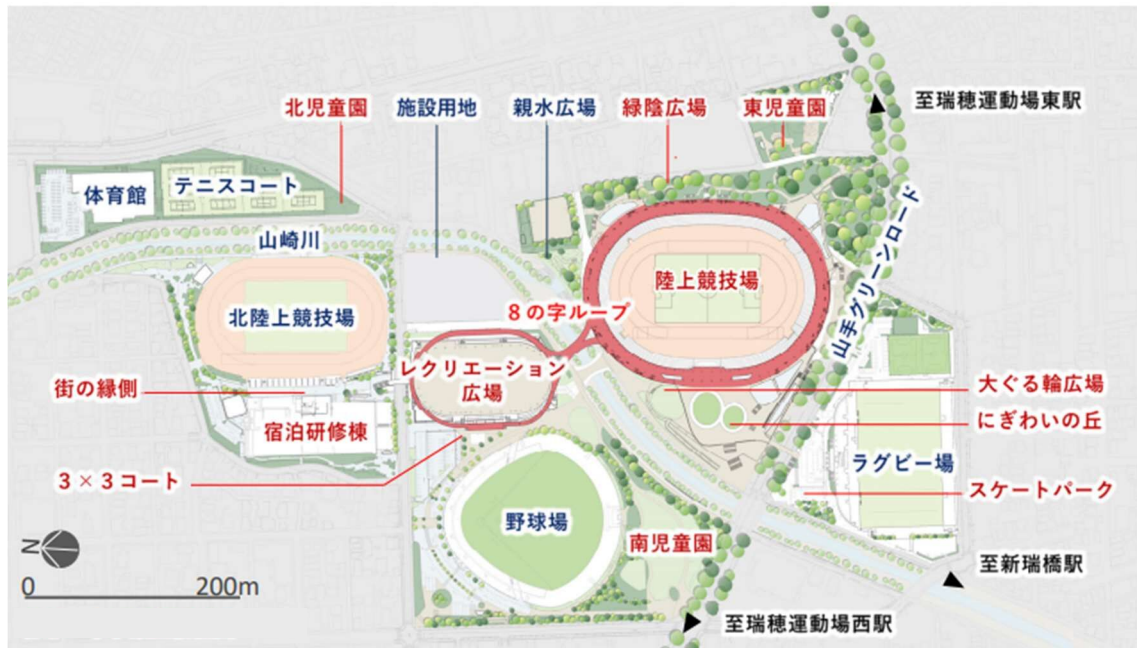 至瑞穂運動場東駅
北児童園
施設用地
親水広場
緑陰広場
東児童園
体育館
テニスコート
山崎川
山手グリーンロード
陸上競技場
北陸上競技場
8の字ループ
レクリエーション
広場
街の縁側
大ぐる輪広場
宿泊研修棟
にぎわいの丘
ラグビー場
3×3コート
スケートパーク
野球場
南児童園
N
至新瑞橋駅
0 200m
至瑞穂運動場西駅